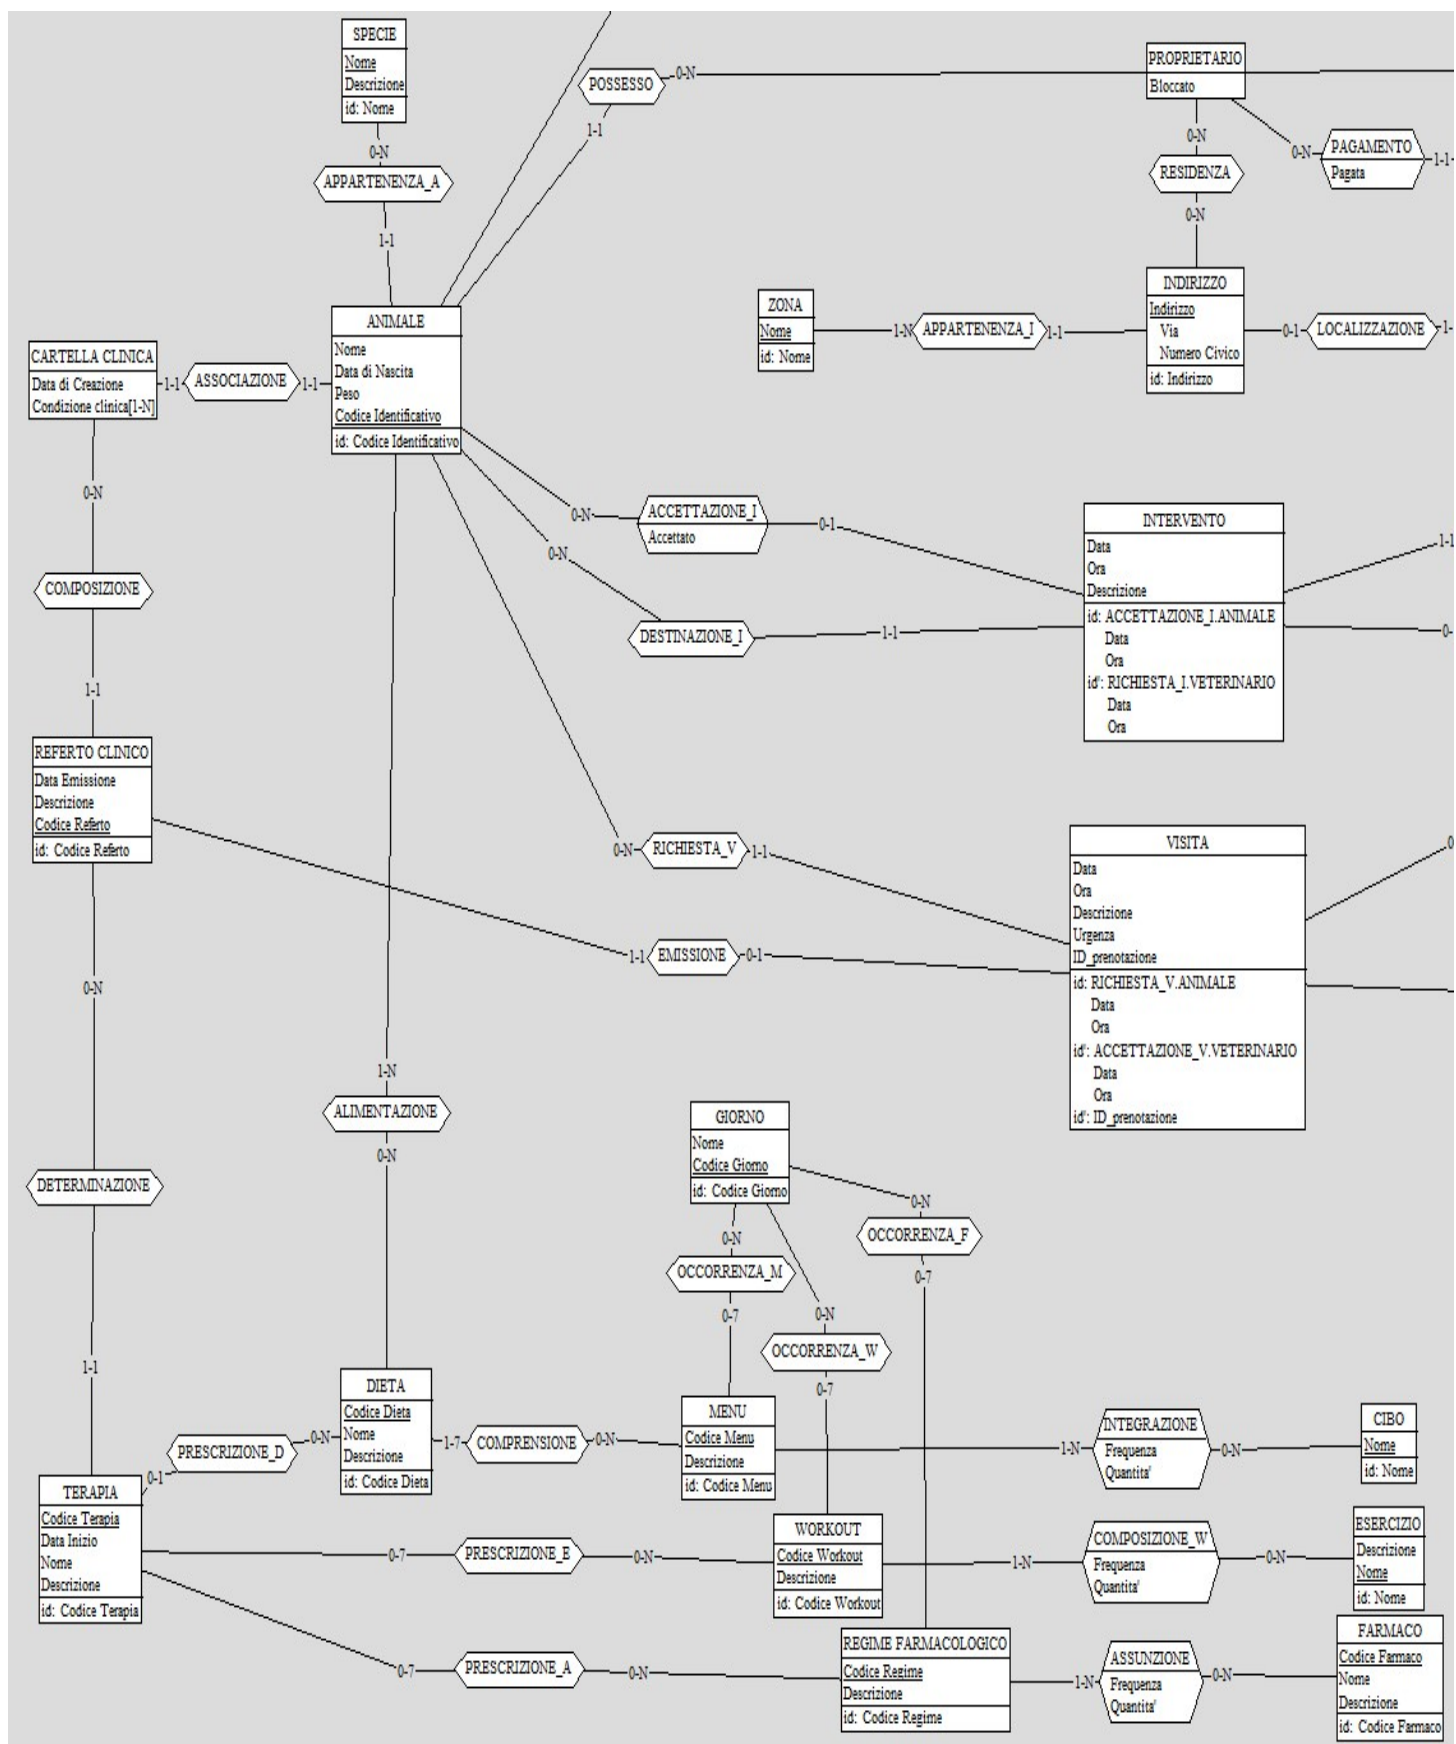 SPECIE
Nome
Descrizione
id: Nome
0-N
APPARTENENZA_A
1-1
POSSESSO
0-N
1-1
PROPRIETARIO
Bloccato
0-N
RESIDENZA
0-N
0-N
PAGAMENTO
Pagata
1-1
INDIRIZZO
Indirizzo
Via
Numero Civico
id: Indirizzo
0-1
LOCALIZZAZIONE
1-
ZONA
Nome
id: Nome
1-N
APPARTENENZA_I
1-1
ANIMALE
Nome
Data di Nascita
Peso
Codice Identificativo
id: Codice Identificativo
CARTELLA CLINICA
Data di Creazione
Condizione clinica[1-N]
1-1
ASSOCIAZIONE
1-1
0-N
COMPOSIZIONE
1-1
0-N
ACCETTAZIONE_I
Accettato
0-1
0-N
DESTINAZIONE_I
1-1
INTERVENTO
Data
Ora
Descrizione
id: ACCETTAZIONE_I.ANIMALE
Data
Ora
id': RICHIESTA_I.VETERINARIO
Data
Ora
1-1
0-
REFERTO CLINICO
Data Emissione
Descrizione
Codice Referto
id: Codice Referto
0-N
RICHIESTA_V
1-1
1-1
EMISSIONE
0-1
VISITA
Data
Ora
Descrizione
Urgenza
ID_prenotazione
id: RICHIESTA_V.ANIMALE
Data
Ora
id': ACCETTAZIONE_V.VETERINARIO
Data
Ora
id': ID_prenotazione
0
0-N
DETERMINAZIONE
1-1
1-N
ALIMENTAZIONE
0-N
GIORNO
Nome
Codice Giorno
id: Codice Giorno
0-N
OCCORRENZA_M
0-7
0-N
OCCORRENZA_W
0-7
0-N
OCCORRENZA_F
0-7
DIETA
Codice Dieta
Nome
Descrizione
id: Codice Dieta
1-7
COMPRENSIONE
0-N
MENU
Codice Menu
Descrizione
id: Codice Menu
1-N
INTEGRAZIONE
Frequenza
Quantita'
0-N
CIBO
Nome
id: Nome
0-1
PRESCRIZIONE_D
0-N
TERAPIA
Codice Terapia
Data Inizio
Nome
Descrizione
id: Codice Terapia
0-7
PRESCRIZIONE_E
0-N
WORKOUT
Codice Workout
Descrizione
id: Codice Workout
1-N
COMPOSIZIONE_W
Frequenza
Quantita'
0-N
ESERCIZIO
Descrizione
Nome
id: Nome
0-7
PRESCRIZIONE_A
0-N
REGIME FARMACOLOGICO
Codice Regime
Descrizione
id: Codice Regime
1-N
ASSUNZIONE
Frequenza
Quantita'
0-N
FARMACO
Codice Farmaco
Nome
Descrizione
id: Codice Farmaco